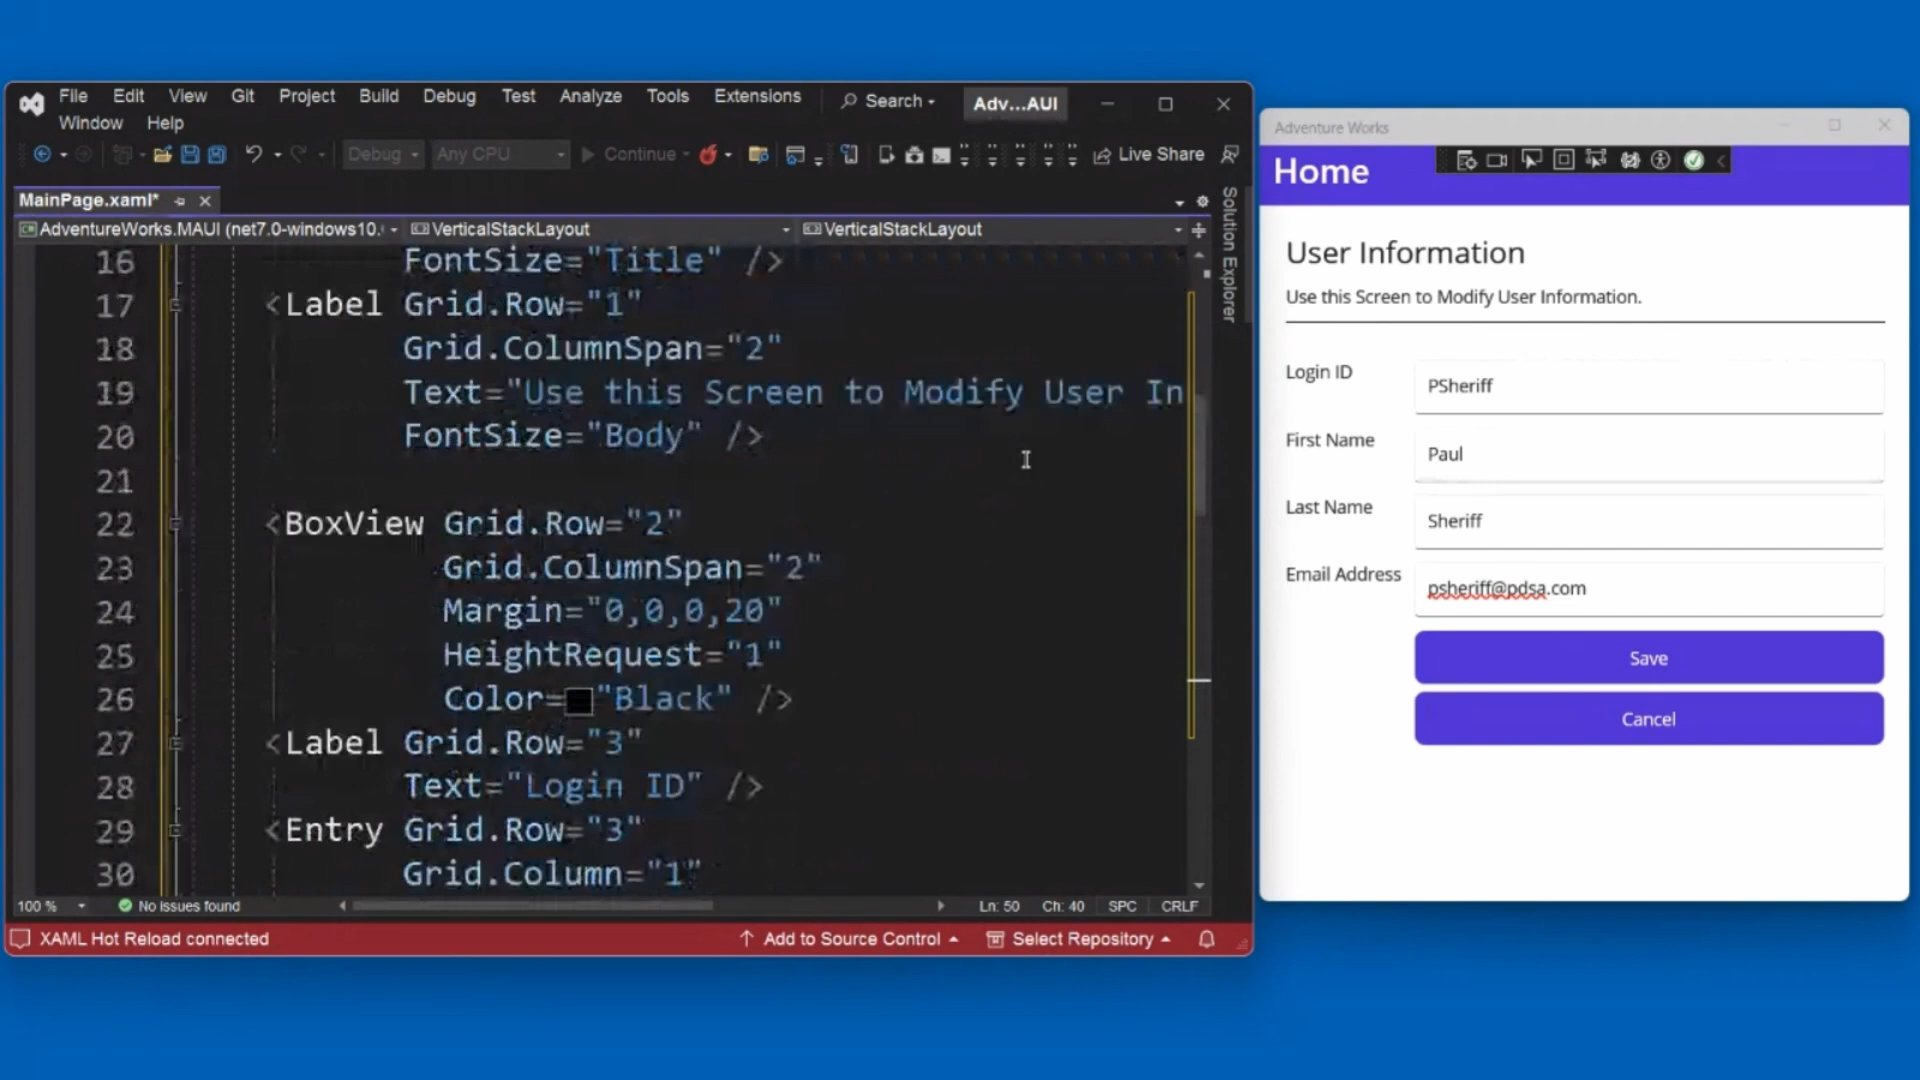 File Edit View Git Project Build Debug Test Analyze Tools Extensions Search Adv...AUI
Window Help
Debug Any CPU Continue Live Share
MainPage.xaml*
AdventureWorks.MAUI (net7.0-windows10. VerticalStackLayout VerticalStackLayout
Solution Explorer
16 FontSize="Title" />
17 <Label Grid.Row="1"
18 Grid.ColumnSpan="2"
19 Text="Use this Screen to Modify User In
20 FontSize="Body" />
21
22 <BoxView Grid.Row="2"
23 Grid.ColumnSpan="2"
24 Margin="0,0,0,20"
25 HeightRequest="1"
26 Color="Black" />
27 <Label Grid.Row="3"
28 Text="Login ID" />
29 <Entry Grid.Row="3"
30 Grid.Column="1"
100 % No issues found Ln: 50 Ch: 40 SPC CRLF
XAML Hot Reload connected Add to Source Control Select Repository
Adventure Works
Home
User Information
Use this Screen to Modify User Information.
Login ID PSheriff
First Name Paul
Last Name Sheriff
Email Address psheriff@pdsa.com
Save
Cancel